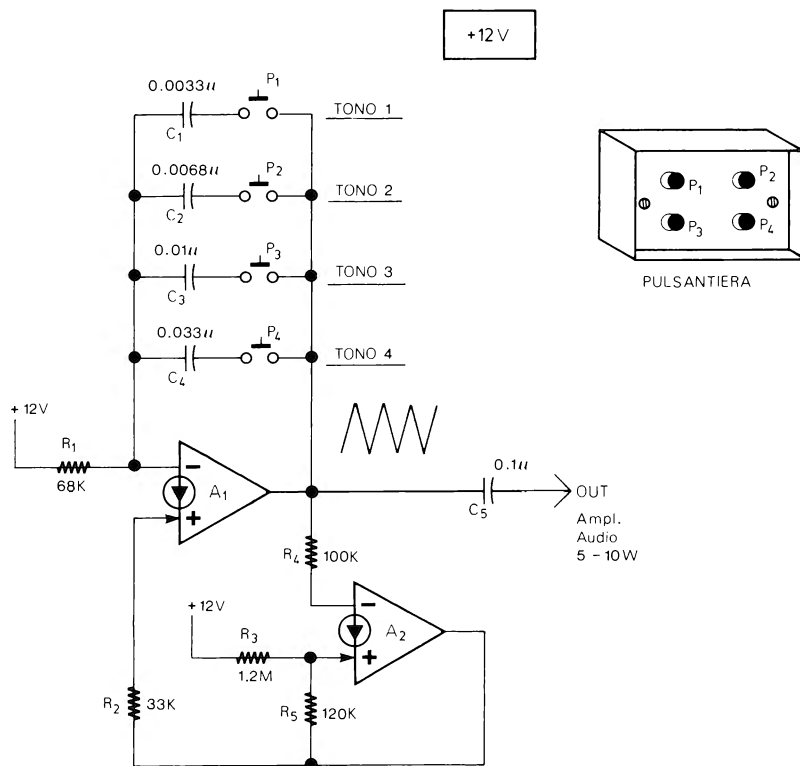 +12V
0.0033u
P1
C1
TONO 1
0.0068u
P2
C2
TONO 2
0.01u
P3
C3
TONO 3
0.033u
P4
C4
TONO 4
P1
P2
P3
P4
PULSANTIERA
+12V
R1
68K
−
A1
+
0.1u
C5
OUT
Ampl.
Audio
5 - 10W
R4
100K
+12V
R3
1.2M
−
A2
+
R2
33K
R5
120K